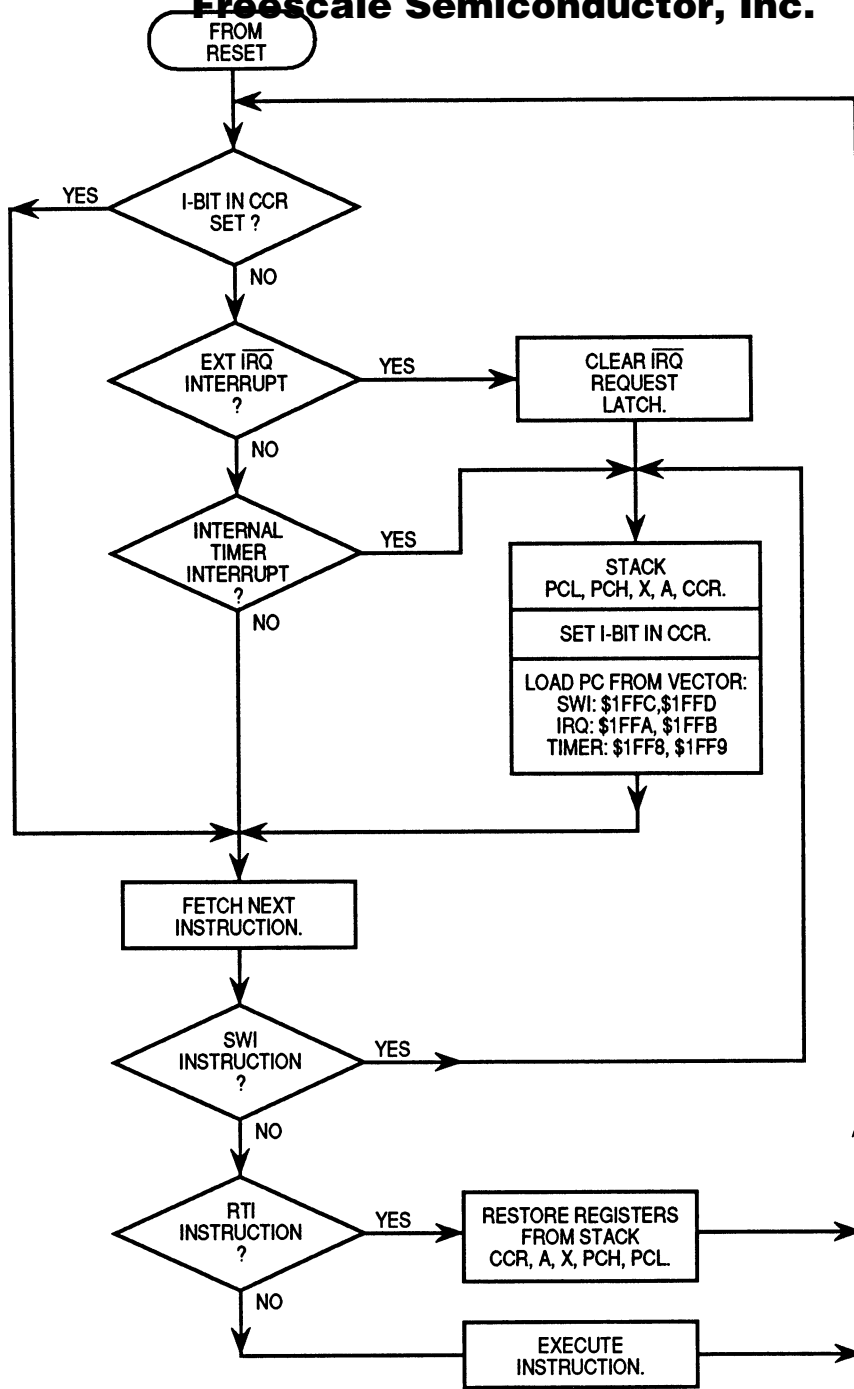 Freescale Semiconductor, Inc.
FROM
RESET
YES
I-BIT IN CCR
SET ?
NO
EXT IRQ
INTERRUPT
?
YES
CLEAR IRQ
REQUEST
LATCH.
NO
INTERNAL
TIMER
INTERRUPT
?
YES
STACK
PCL, PCH, X, A, CCR.
NO
SET I-BIT IN CCR.
LOAD PC FROM VECTOR:
SWI: $1FFC,$1FFD
IRQ: $1FFA, $1FFB
TIMER: $1FF8, $1FF9
FETCH NEXT
INSTRUCTION.
SWI
INSTRUCTION
?
YES
NO
RTI
INSTRUCTION
?
YES
RESTORE REGISTERS
FROM STACK
CCR, A, X, PCH, PCL.
NO
EXECUTE
INSTRUCTION.